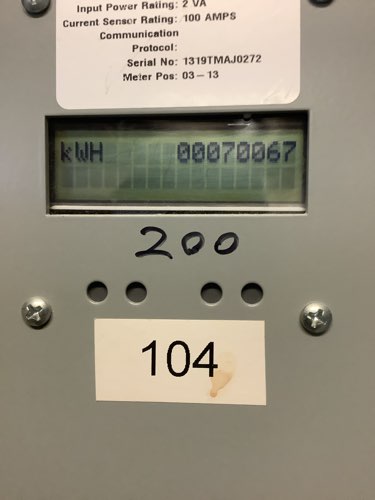 Input Power Rating: 2 VA
Current Sensor Rating: 100 AMPS
Communication
Protocol:
Serial No: 1319TMAJ0272
Meter Pos: 03-13
kWH 00070067
200
104